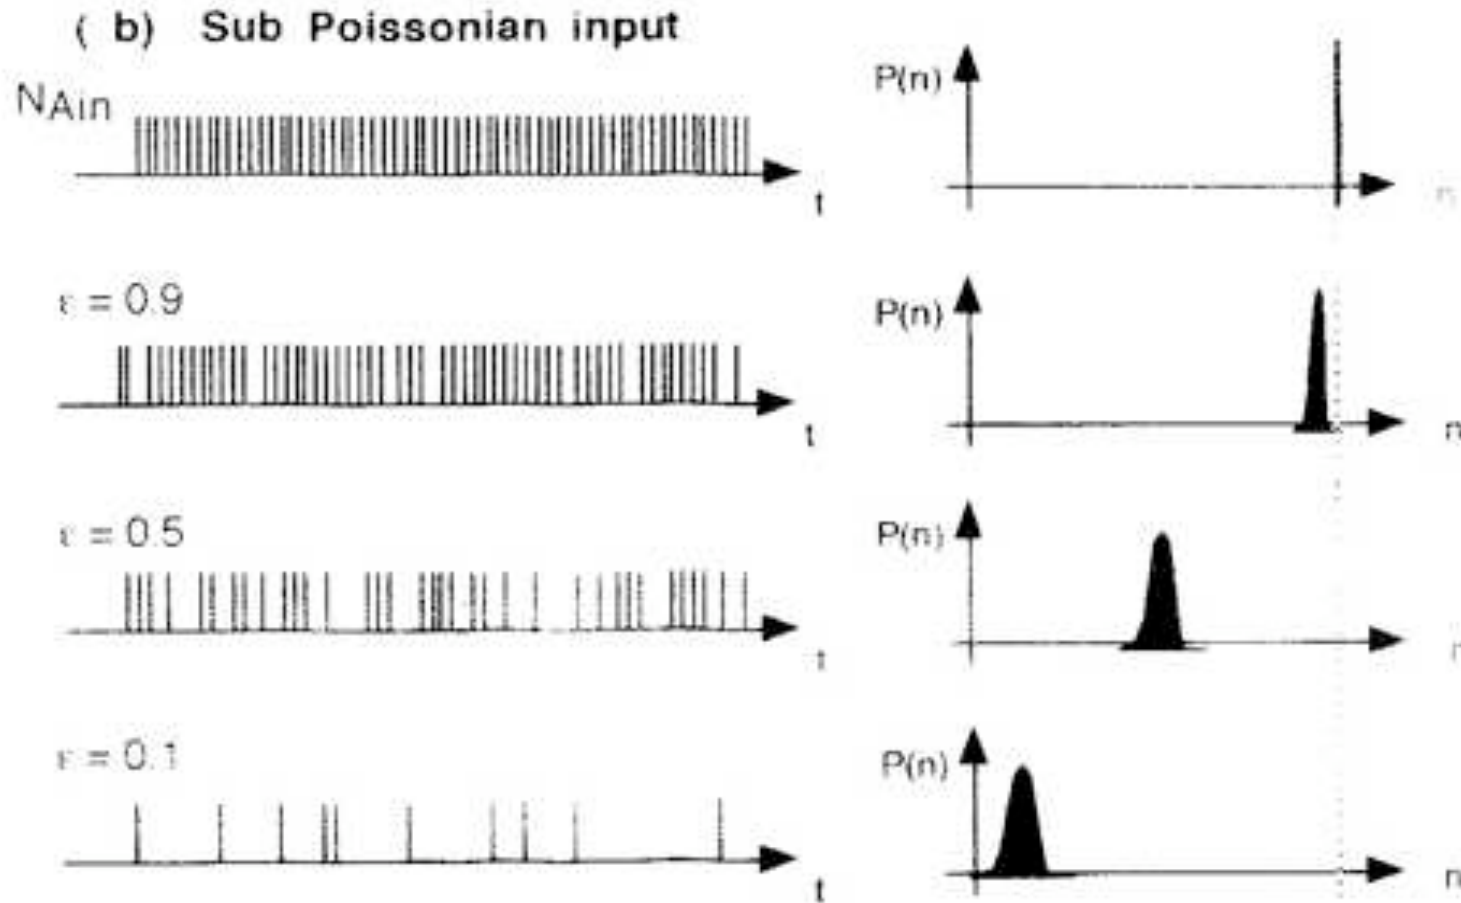 ( b) Sub Poissonian input
NAin
t
P(n)
n
ε = 0.9
t
P(n)
n
ε = 0.5
t
P(n)
n
ε = 0.1
t
P(n)
n